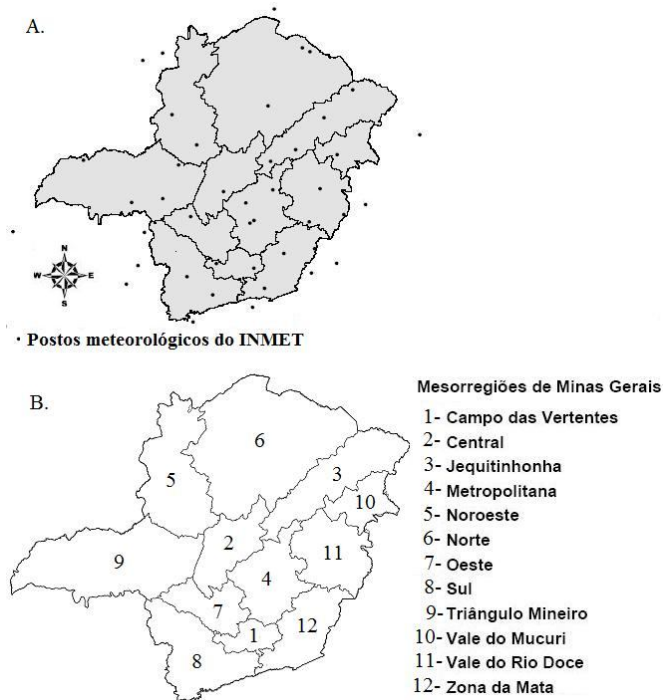 A.
N
W E
S
· Postos meteorológicos do INMET
B.
Mesorregiões de Minas Gerais
1- Campo das Vertentes
2- Central
3- Jequitinhonha
4- Metropolitana
5- Noroeste
6- Norte
7- Oeste
8- Sul
9- Triângulo Mineiro
10- Vale do Mucuri
11- Vale do Rio Doce
12- Zona da Mata
6
5
3
10
2
9
11
4
7
12
1
8